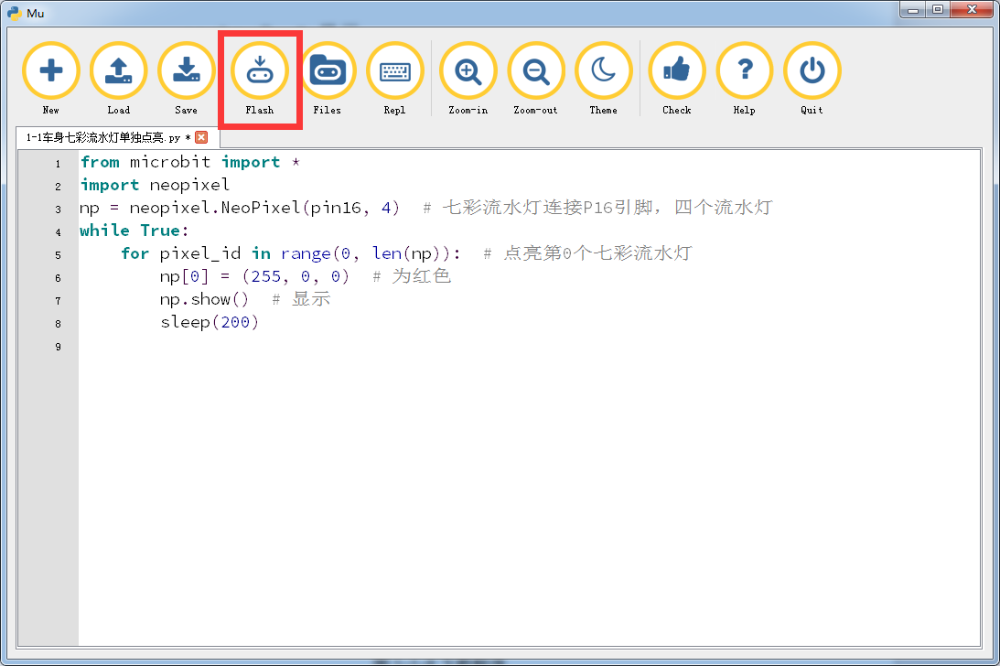 Mu
New Load Save Flash Files Repl Zoom-in Zoom-out Theme Check Help Quit
1-1车身七彩流水灯单独点亮.py *
1 from microbit import *
2 import neopixel
3 np = neopixel.NeoPixel(pin16, 4)  # 七彩流水灯连接P16引脚，四个流水灯
4 while True:
5     for pixel_id in range(0, len(np)):  # 点亮第0个七彩流水灯
6         np[0] = (255, 0, 0)  # 为红色
7         np.show()  # 显示
8         sleep(200)
9